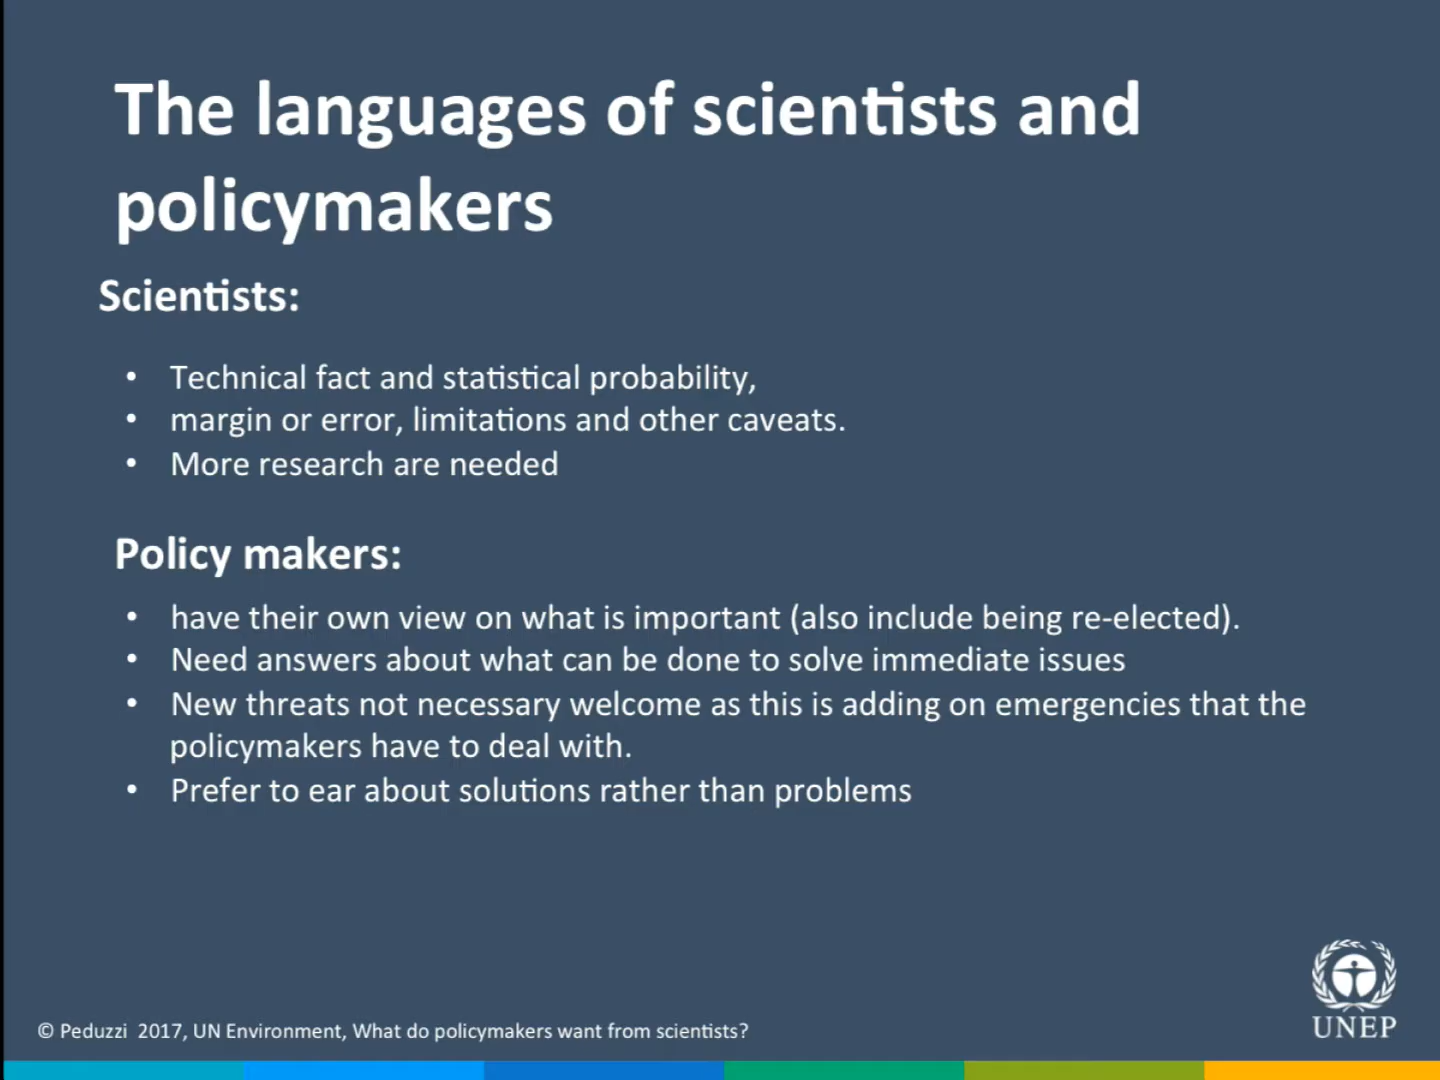 The languages of scientists and
policymakers
Scientists:
• Technical fact and statistical probability,
• margin or error, limitations and other caveats.
• More research are needed
Policy makers:
• have their own view on what is important (also include being re-elected).
• Need answers about what can be done to solve immediate issues
• New threats not necessary welcome as this is adding on emergencies that the
policymakers have to deal with.
• Prefer to ear about solutions rather than problems
UNEP
© Peduzzi 2017, UN Environment, What do policymakers want from scientists?